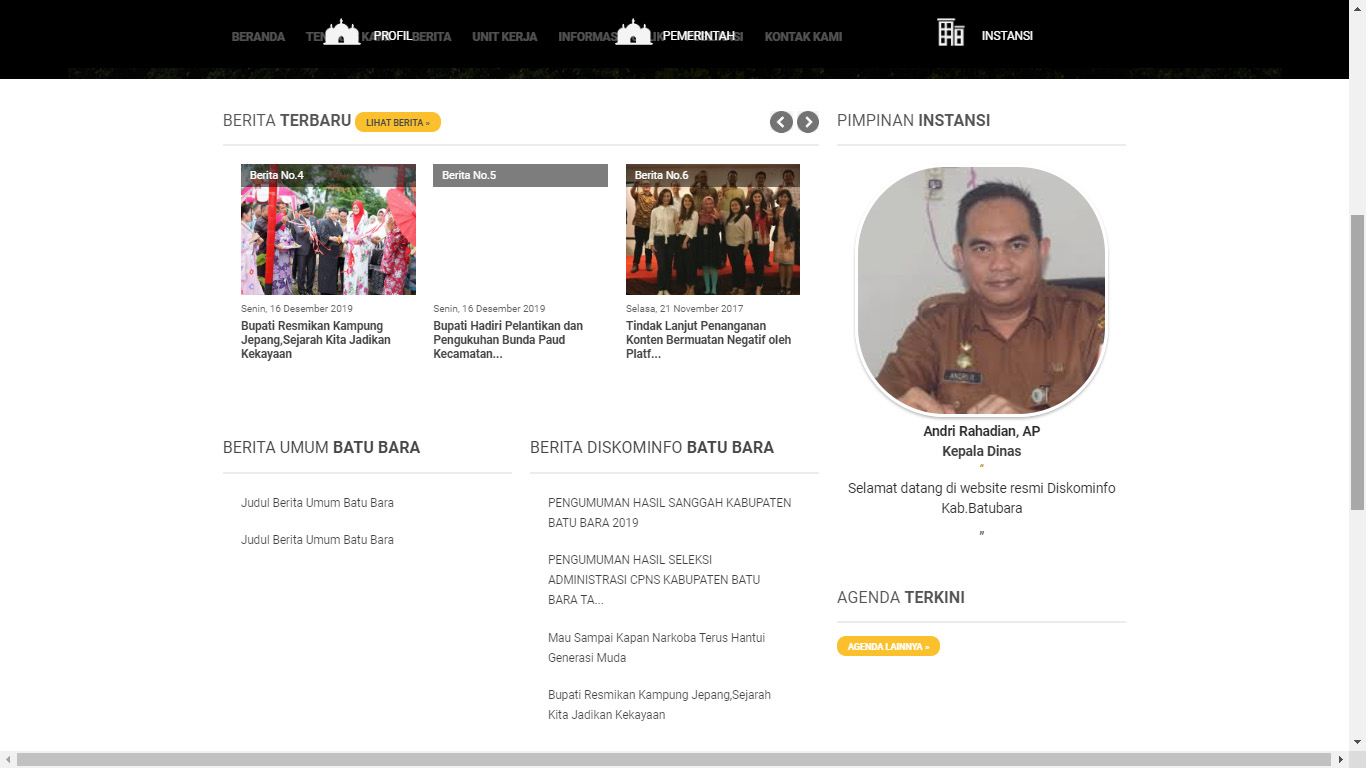 BERANDA
PROFIL
BERITA
UNIT KERJA
PEMERINTAH
KONTAK KAMI
INSTANSI
BERITA TERBARU
LIHAT BERITA »
Berita No.4
Senin, 16 Desember 2019
Bupati Resmikan Kampung
Jepang,Sejarah Kita Jadikan
Kekayaan
Berita No.5
Senin, 16 Desember 2019
Bupati Hadiri Pelantikan dan
Pengukuhan Bunda Paud
Kecamatan...
Berita No.6
Selasa, 21 November 2017
Tindak Lanjut Penanganan
Konten Bermuatan Negatif oleh
Platf...
PIMPINAN INSTANSI
Andri Rahadian, AP
Kepala Dinas
“
Selamat datang di website resmi Diskominfo
Kab.Batubara
”
BERITA UMUM BATU BARA
Judul Berita Umum Batu Bara
Judul Berita Umum Batu Bara
BERITA DISKOMINFO BATU BARA
PENGUMUMAN HASIL SANGGAH KABUPATEN
BATU BARA 2019
PENGUMUMAN HASIL SELEKSI
ADMINISTRASI CPNS KABUPATEN BATU
BARA TA...
Mau Sampai Kapan Narkoba Terus Hantui
Generasi Muda
Bupati Resmikan Kampung Jepang,Sejarah
Kita Jadikan Kekayaan
AGENDA TERKINI
AGENDA LAINNYA »